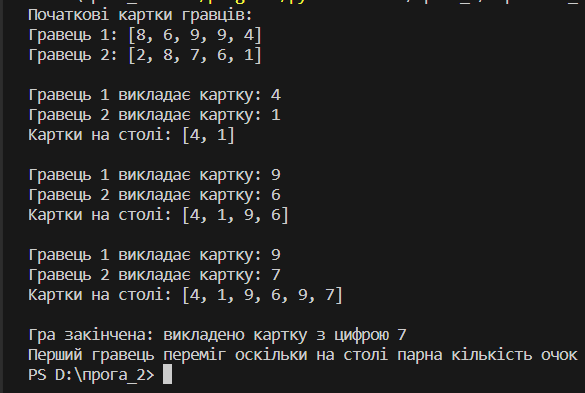 Початкові картки гравців:
Гравець 1: [8, 6, 9, 9, 4]
Гравець 2: [2, 8, 7, 6, 1]
Гравець 1 викладає картку: 4
Гравець 2 викладає картку: 1
Картки на столі: [4, 1]
Гравець 1 викладає картку: 9
Гравець 2 викладає картку: 6
Картки на столі: [4, 1, 9, 6]
Гравець 1 викладає картку: 9
Гравець 2 викладає картку: 7
Картки на столі: [4, 1, 9, 6, 9, 7]
Гра закінчена: викладено картку з цифрою 7
Перший гравець переміг оскільки на столі парна кількість очок
PS D:\прога_2>